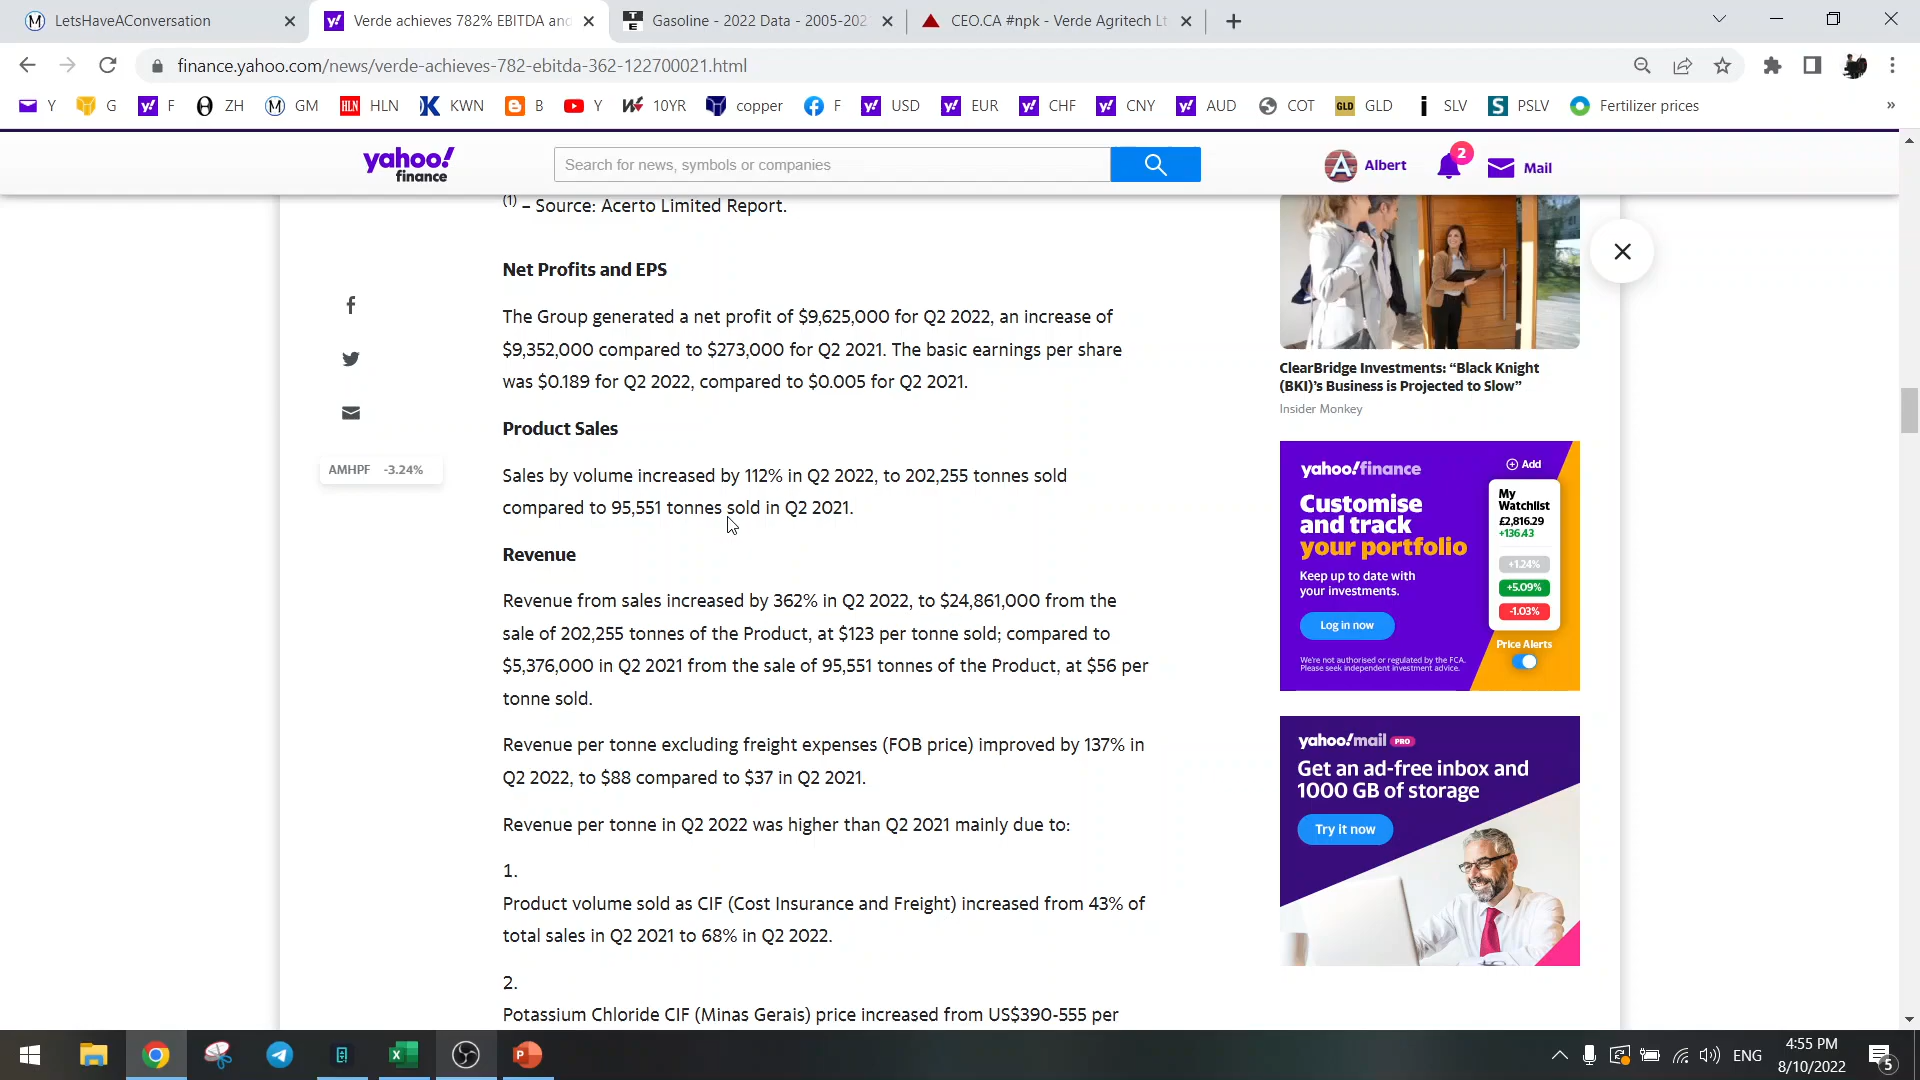 LetsHaveAConversation
Verde achieves 782% EBITDA and
Gasoline - 2022 Data - 2005-202
CEO.CA #npk - Verde Agritech Lt
finance.yahoo.com/news/verde-achieves-782-ebitda-362-122700021.html
Y G F ZH GM HLN KWN B Y 10YR copper F USD EUR CHF CNY AUD COT GLD SLV PSLV Fertilizer prices »
yahoo!
finance
Search for news, symbols or companies
Albert
2
Mail
(1) – Source: Acerto Limited Report.
Net Profits and EPS
The Group generated a net profit of $9,625,000 for Q2 2022, an increase of
$9,352,000 compared to $273,000 for Q2 2021. The basic earnings per share
was $0.189 for Q2 2022, compared to $0.005 for Q2 2021.
AMHPF -3.24%
Product Sales
Sales by volume increased by 112% in Q2 2022, to 202,255 tonnes sold
compared to 95,551 tonnes sold in Q2 2021.
Revenue
Revenue from sales increased by 362% in Q2 2022, to $24,861,000 from the
sale of 202,255 tonnes of the Product, at $123 per tonne sold; compared to
$5,376,000 in Q2 2021 from the sale of 95,551 tonnes of the Product, at $56 per
tonne sold.
Revenue per tonne excluding freight expenses (FOB price) improved by 137% in
Q2 2022, to $88 compared to $37 in Q2 2021.
Revenue per tonne in Q2 2022 was higher than Q2 2021 mainly due to:
1.
Product volume sold as CIF (Cost Insurance and Freight) increased from 43% of
total sales in Q2 2021 to 68% in Q2 2022.
2.
Potassium Chloride CIF (Minas Gerais) price increased from US$390-555 per
ClearBridge Investments: “Black Knight
(BKI)’s Business is Projected to Slow”
Insider Monkey
yahoo!finance
Add
Customise
and track
your portfolio
Keep up to date with
your investments.
Log in now
We're not authorised or regulated by the FCA.
Please seek independent investment advice.
My
Watchlist
£2,816.29
+136.43
+1.24%
+5.09%
-1.03%
Price Alerts
yahoo!mail PRO
Get an ad-free inbox and
1000 GB of storage
Try it now
ENG
4:55 PM
8/10/2022
5